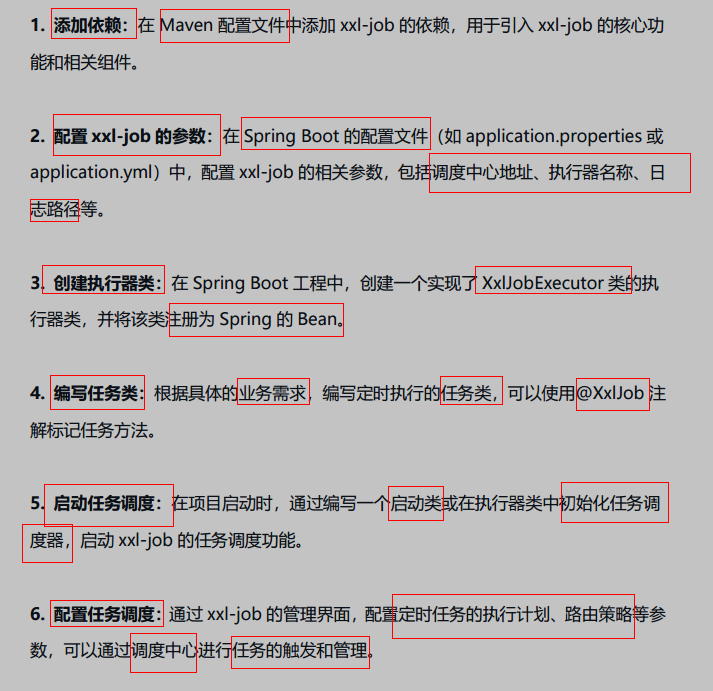 1. 添加依赖：在 Maven 配置文件中添加 xxl-job 的依赖，用于引入 xxl-job 的核心功
能和相关组件。
2. 配置 xxl-job 的参数：在 Spring Boot 的配置文件（如 application.properties 或
application.yml）中，配置 xxl-job 的相关参数，包括调度中心地址、执行器名称、日
志路径等。
3. 创建执行器类：在 Spring Boot 工程中，创建一个实现了 XxlJobExecutor 类的执
行器类，并将该类注册为 Spring 的 Bean。
4. 编写任务类：根据具体的业务需求，编写定时执行的任务类，可以使用@XxlJob 注
解标记任务方法。
5. 启动任务调度：在项目启动时，通过编写一个启动类或在执行器类中初始化任务调
度器，启动 xxl-job 的任务调度功能。
6. 配置任务调度：通过 xxl-job 的管理界面，配置定时任务的执行计划、路由策略等参
数，可以通过调度中心进行任务的触发和管理。